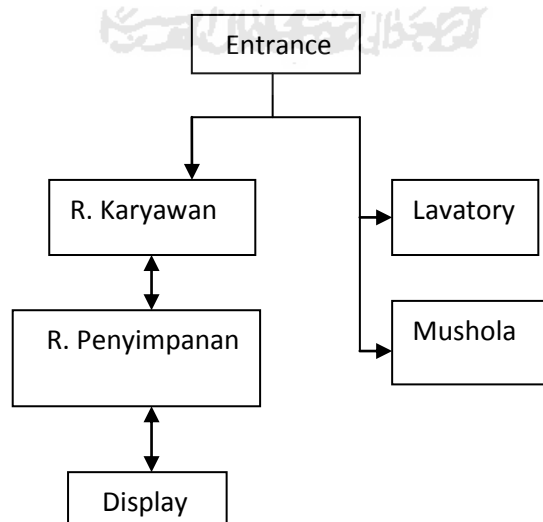 Entrance
R. Karyawan
Lavatory
R. Penyimpanan
Mushola
Display